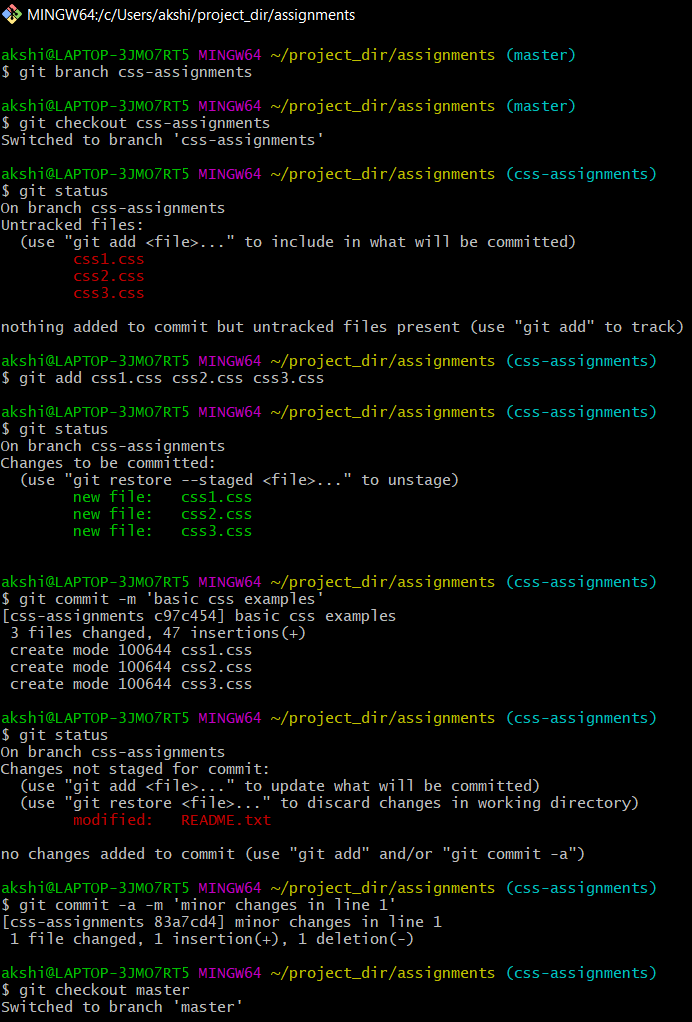 MINGW64:/c/Users/akshi/project_dir/assignments
akshi@LAPTOP-3JMO7RT5 MINGW64 ~/project_dir/assignments (master)
$ git branch css-assignments
akshi@LAPTOP-3JMO7RT5 MINGW64 ~/project_dir/assignments (master)
$ git checkout css-assignments
Switched to branch 'css-assignments'
akshi@LAPTOP-3JMO7RT5 MINGW64 ~/project_dir/assignments (css-assignments)
$ git status
On branch css-assignments
Untracked files:
  (use "git add <file>..." to include in what will be committed)
        css1.css
        css2.css
        css3.css
nothing added to commit but untracked files present (use "git add" to track)
akshi@LAPTOP-3JMO7RT5 MINGW64 ~/project_dir/assignments (css-assignments)
$ git add css1.css css2.css css3.css
akshi@LAPTOP-3JMO7RT5 MINGW64 ~/project_dir/assignments (css-assignments)
$ git status
On branch css-assignments
Changes to be committed:
  (use "git restore --staged <file>..." to unstage)
        new file:   css1.css
        new file:   css2.css
        new file:   css3.css
akshi@LAPTOP-3JMO7RT5 MINGW64 ~/project_dir/assignments (css-assignments)
$ git commit -m 'basic css examples'
[css-assignments c97c454] basic css examples
 3 files changed, 47 insertions(+)
 create mode 100644 css1.css
 create mode 100644 css2.css
 create mode 100644 css3.css
akshi@LAPTOP-3JMO7RT5 MINGW64 ~/project_dir/assignments (css-assignments)
$ git status
On branch css-assignments
Changes not staged for commit:
  (use "git add <file>..." to update what will be committed)
  (use "git restore <file>..." to discard changes in working directory)
        modified:   README.txt
no changes added to commit (use "git add" and/or "git commit -a")
akshi@LAPTOP-3JMO7RT5 MINGW64 ~/project_dir/assignments (css-assignments)
$ git commit -a -m 'minor changes in line 1'
[css-assignments 83a7cd4] minor changes in line 1
 1 file changed, 1 insertion(+), 1 deletion(-)
akshi@LAPTOP-3JMO7RT5 MINGW64 ~/project_dir/assignments (css-assignments)
$ git checkout master
Switched to branch 'master'